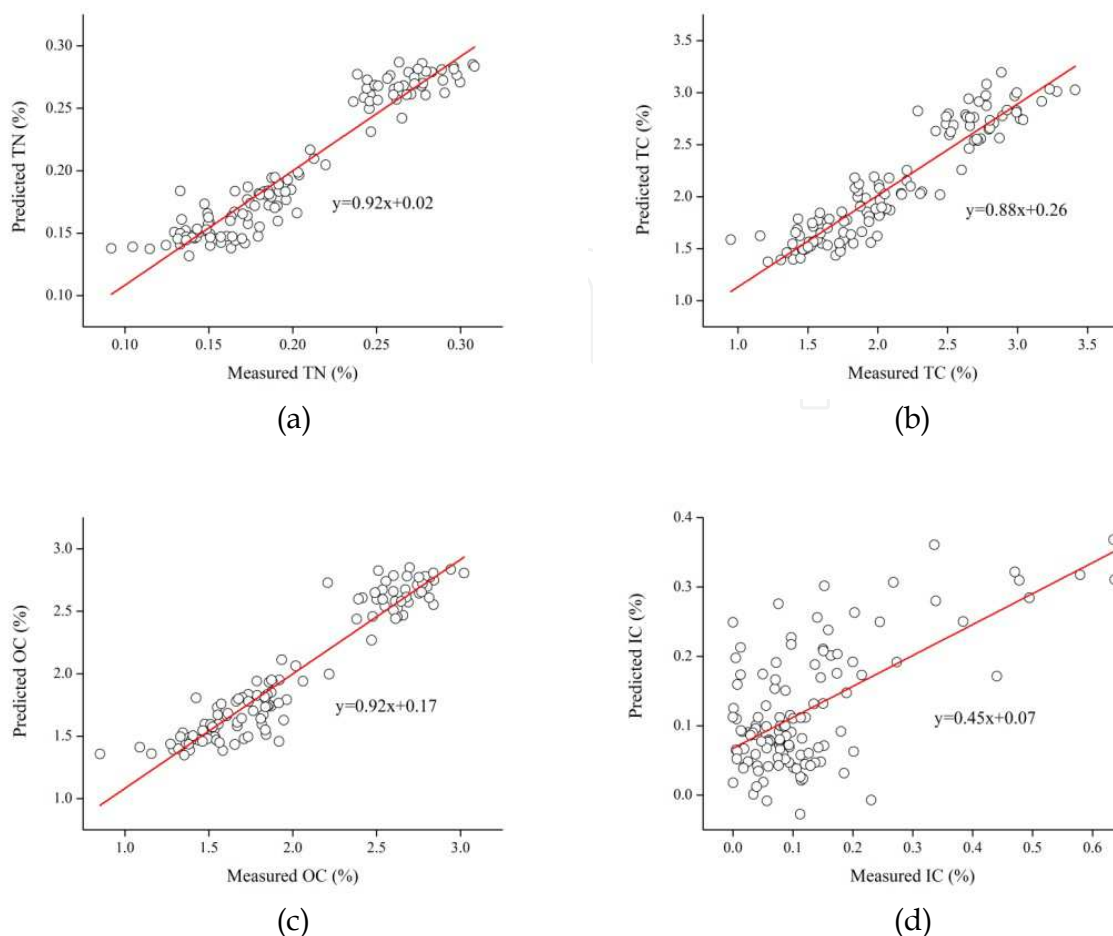 0.30
0.25
0.20
0.15
0.10
Predicted TN (%)
y=0.92x+0.02
0.10 0.15 0.20 0.25 0.30
Measured TN (%)
(a)
3.5
3.0
2.5
2.0
1.5
1.0
Predicted TC (%)
y=0.88x+0.26
1.0 1.5 2.0 2.5 3.0 3.5
Measured TC (%)
(b)
3.0
2.5
2.0
1.5
1.0
Predicted OC (%)
y=0.92x+0.17
1.0 1.5 2.0 2.5 3.0
Measured OC (%)
(c)
0.4
0.3
0.2
0.1
0.0
Predicted IC (%)
y=0.45x+0.07
0.0 0.1 0.2 0.3 0.4 0.5 0.6
Measured IC (%)
(d)